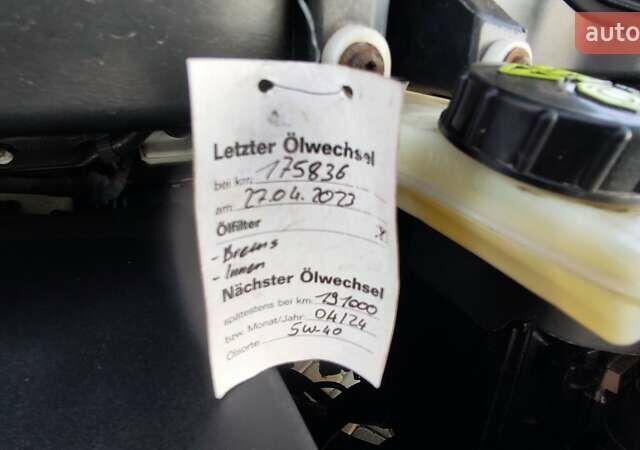 auto
Letzter Ölwechsel
bei km: 175836
am: 27.04.2023
Ölfilter x
- Brems
- Innen
Nächster Ölwechsel
spätestens bei km: 191000
bzw. Monat/Jahr: 04/24
Ölsorte: 5W-40